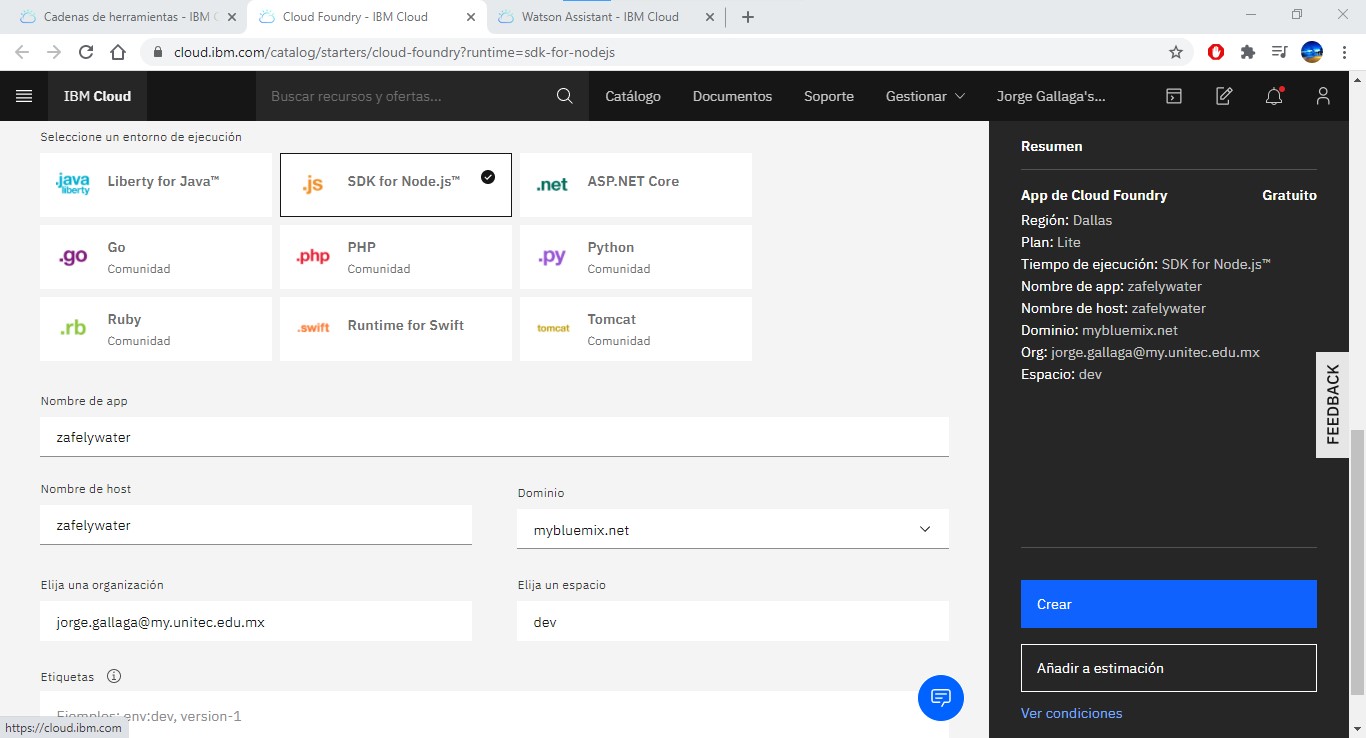 Cadenas de herramientas - IBM C
Cloud Foundry - IBM Cloud
Watson Assistant - IBM Cloud
cloud.ibm.com/catalog/starters/cloud-foundry?runtime=sdk-for-nodejs
IBM Cloud
Buscar recursos y ofertas...
Catálogo
Documentos
Soporte
Gestionar
Jorge Gallaga's...
Seleccione un entorno de ejecución
.java liberty
Liberty for Java™
.js
SDK for Node.js™
.net
ASP.NET Core
.go
Go
Comunidad
.php
PHP
Comunidad
.py
Python
Comunidad
.rb
Ruby
Comunidad
.swift
Runtime for Swift
tomcat
Tomcat
Comunidad
Nombre de app
zafelywater
Nombre de host
zafelywater
Dominio
mybluemix.net
Elija una organización
jorge.gallaga@my.unitec.edu.mx
Elija un espacio
dev
Etiquetas
Ejemplos: env:dev, version-1
https://cloud.ibm.com
Resumen
App de Cloud Foundry Gratuito
Región: Dallas
Plan: Lite
Tiempo de ejecución: SDK for Node.js™
Nombre de app: zafelywater
Nombre de host: zafelywater
Dominio: mybluemix.net
Org: jorge.gallaga@my.unitec.edu.mx
Espacio: dev
FEEDBACK
Crear
Añadir a estimación
Ver condiciones